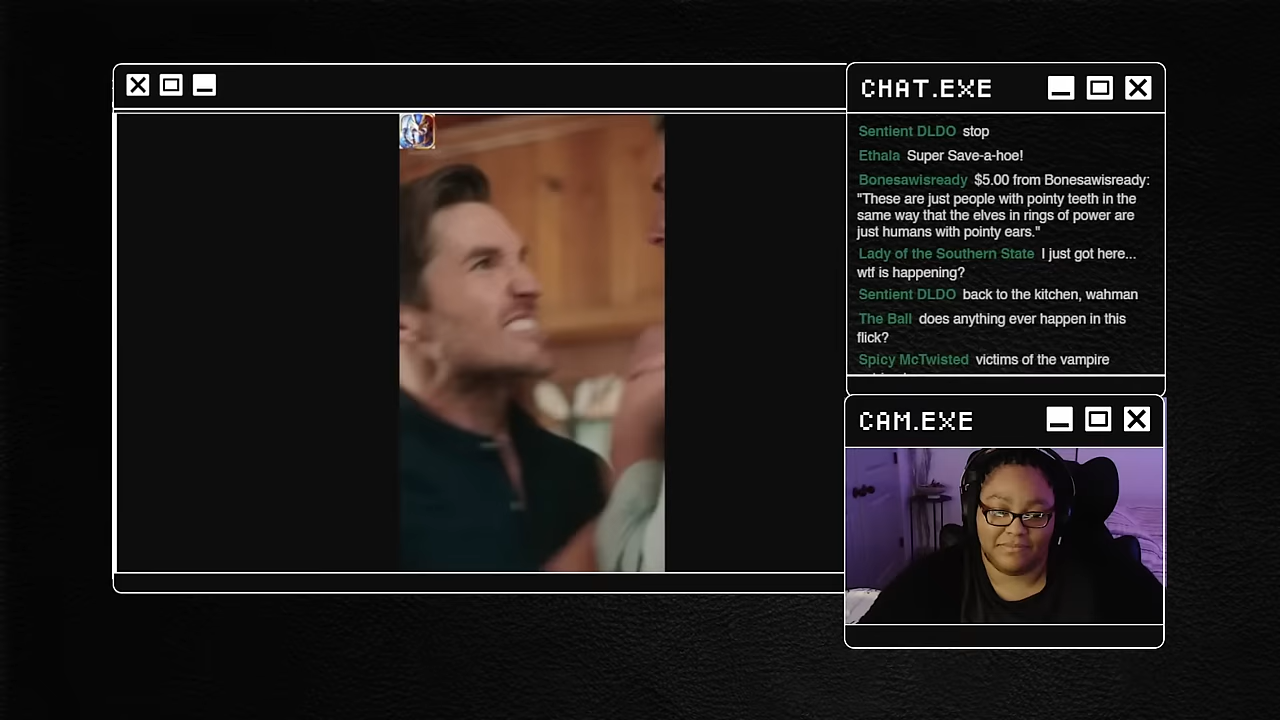 CHAT.EXE
Sentient DLDO stop
Ethala Super Save-a-hoe!
Bonesawisready $5.00 from Bonesawisready:
"These are just people with pointy teeth in the
same way that the elves in rings of power are
just humans with pointy ears."
Lady of the Southern State I just got here...
wtf is happening?
Sentient DLDO back to the kitchen, wahman
The Ball does anything ever happen in this
flick?
Spicy McTwisted victims of the vampire
CAM.EXE